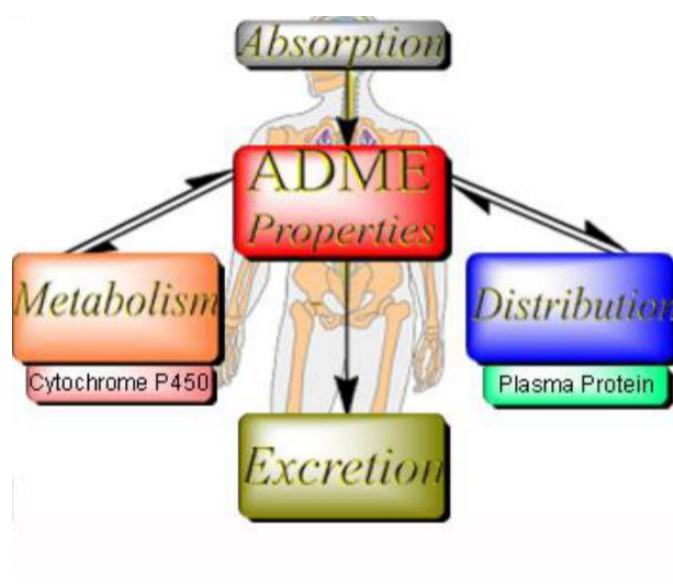 Absorption
ADME
Properties
Metabolism
Distribution
Cytochrome P450
Plasma Protein
Excretion